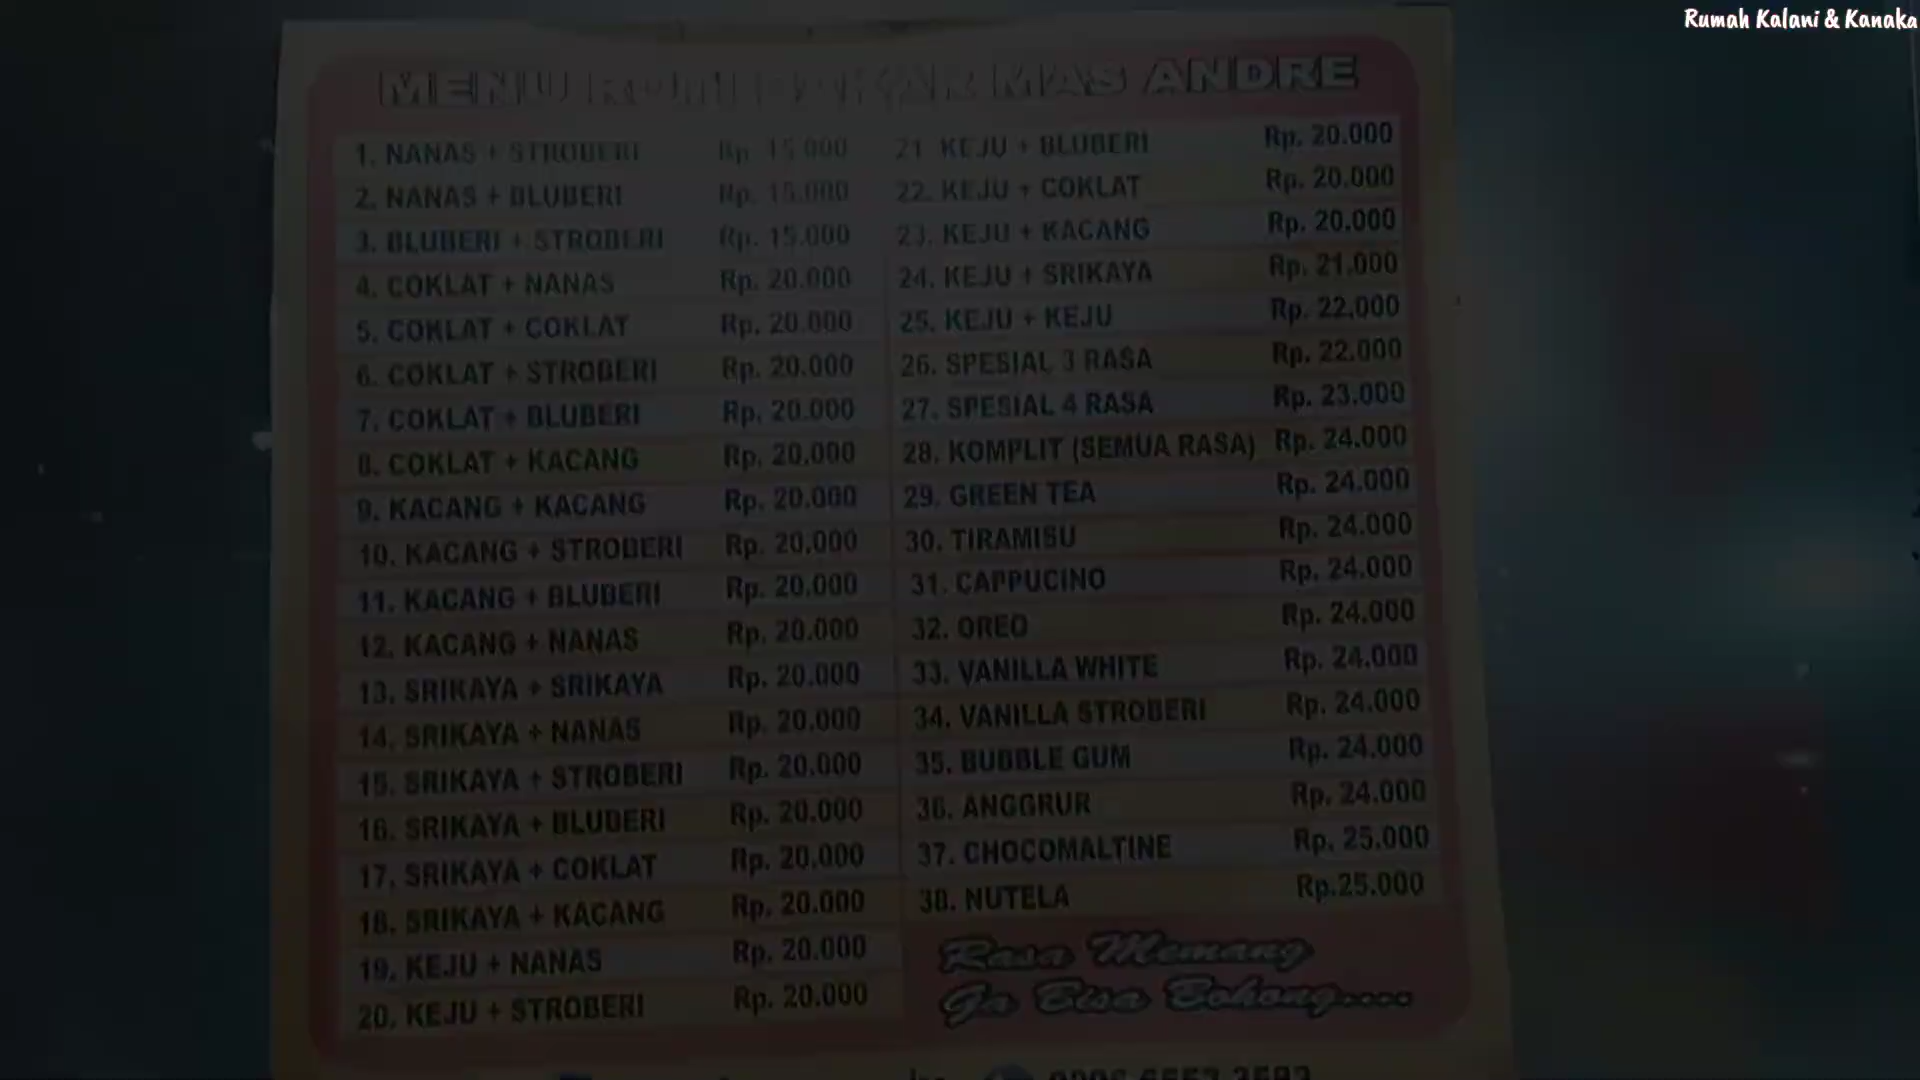 Rumah Kalani & Kanaka
MENU ROTI BAKAR MAS ANDRE
1. NANAS + STROBERI Rp. 15.000
2. NANAS + BLUBERI Rp. 15.000
3. BLUBERI + STROBERI Rp. 15.000
4. COKLAT + NANAS Rp. 20.000
5. COKLAT + COKLAT Rp. 20.000
6. COKLAT + STROBERI Rp. 20.000
7. COKLAT + BLUBERI Rp. 20.000
8. COKLAT + KACANG Rp. 20.000
9. KACANG + KACANG Rp. 20.000
10. KACANG + STROBERI Rp. 20.000
11. KACANG + BLUBERI Rp. 20.000
12. KACANG + NANAS Rp. 20.000
13. SRIKAYA + SRIKAYA Rp. 20.000
14. SRIKAYA + NANAS Rp. 20.000
15. SRIKAYA + STROBERI Rp. 20.000
16. SRIKAYA + BLUBERI Rp. 20.000
17. SRIKAYA + COKLAT Rp. 20.000
18. SRIKAYA + KACANG Rp. 20.000
19. KEJU + NANAS Rp. 20.000
20. KEJU + STROBERI Rp. 20.000
21. KEJU + BLUBERI Rp. 20.000
22. KEJU + COKLAT Rp. 20.000
23. KEJU + KACANG Rp. 20.000
24. KEJU + SRIKAYA Rp. 21.000
25. KEJU + KEJU Rp. 22.000
26. SPESIAL 3 RASA Rp. 22.000
27. SPESIAL 4 RASA Rp. 23.000
28. KOMPLIT (SEMUA RASA) Rp. 24.000
29. GREEN TEA Rp. 24.000
30. TIRAMISU Rp. 24.000
31. CAPPUCINO Rp. 24.000
32. OREO Rp. 24.000
33. VANILLA WHITE Rp. 24.000
34. VANILLA STROBERI Rp. 24.000
35. BUBBLE GUM Rp. 24.000
36. ANGGRUR Rp. 24.000
37. CHOCOMALTINE Rp. 25.000
38. NUTELA Rp.25.000
Rasa Memang
Ga Bisa Bohong....